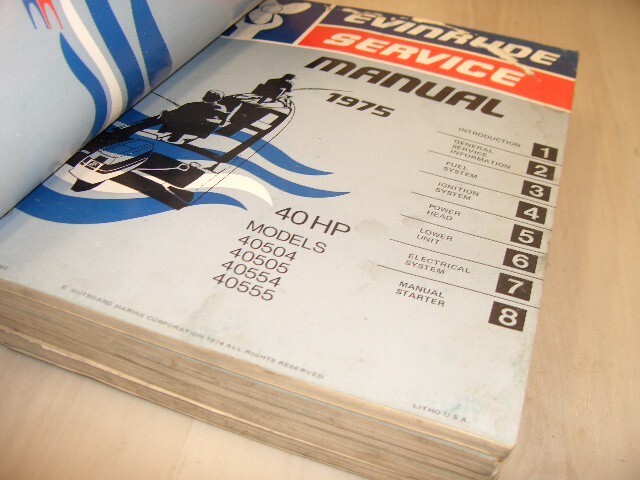 EVINRUDE
SERVICE
MANUAL
1975
INTRODUCTION 1
GENERAL
SERVICE
INFORMATION 2
FUEL
SYSTEM 3
IGNITION
SYSTEM 4
POWER
HEAD 5
LOWER
UNIT 6
ELECTRICAL
SYSTEM 7
MANUAL
STARTER 8
40 HP
MODELS
40504
40505
40554
40555
OUTBOARD MARINE CORPORATION 1974 ALL RIGHTS RESERVED
LITHO U.S.A.